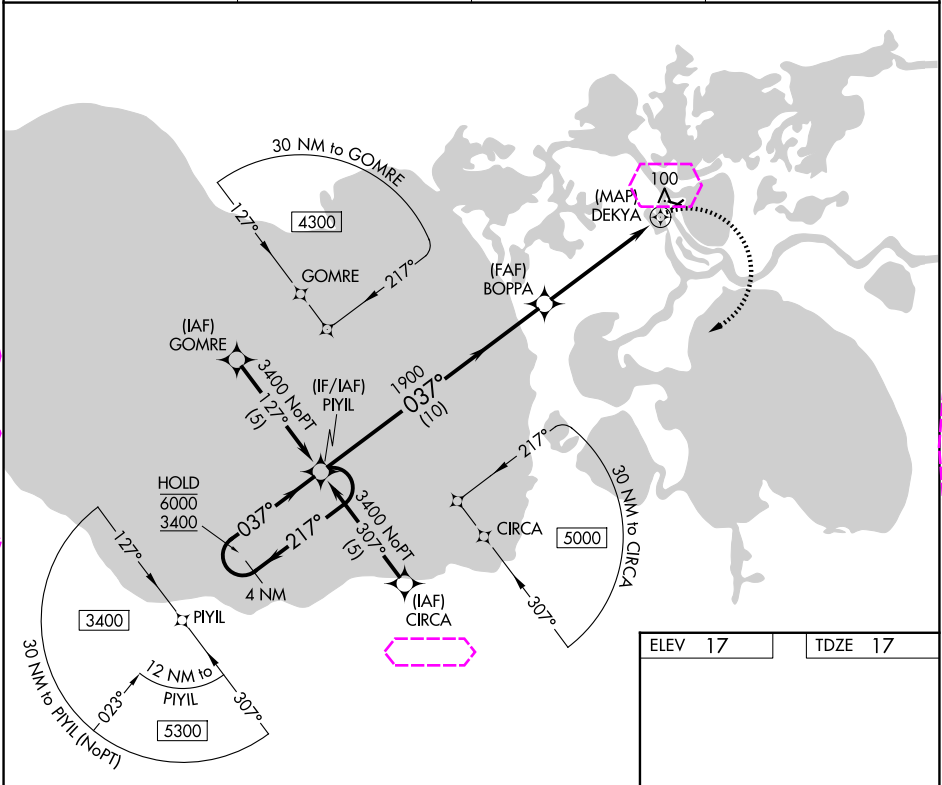 30 NM to GOMRE
127°
4300
217°
GOMRE
100
(MAP)
DEKYA
(FAF)
BOPPA
(IAF)
GOMRE
3400 NoPT
127°
(5)
(IF/IAF)
PIYIL
1900
037°
(10)
HOLD
6000
3400
037°
217°
4 NM
3400 NoPT
307°
(5)
(IAF)
CIRCA
217°
30 NM to CIRCA
CIRCA
5000
307°
127°
3400
PIYIL
30 NM to PIYIL (NoPT)
12 NM to
PIYIL
023°
307°
5300
ELEV 17
TDZE 17